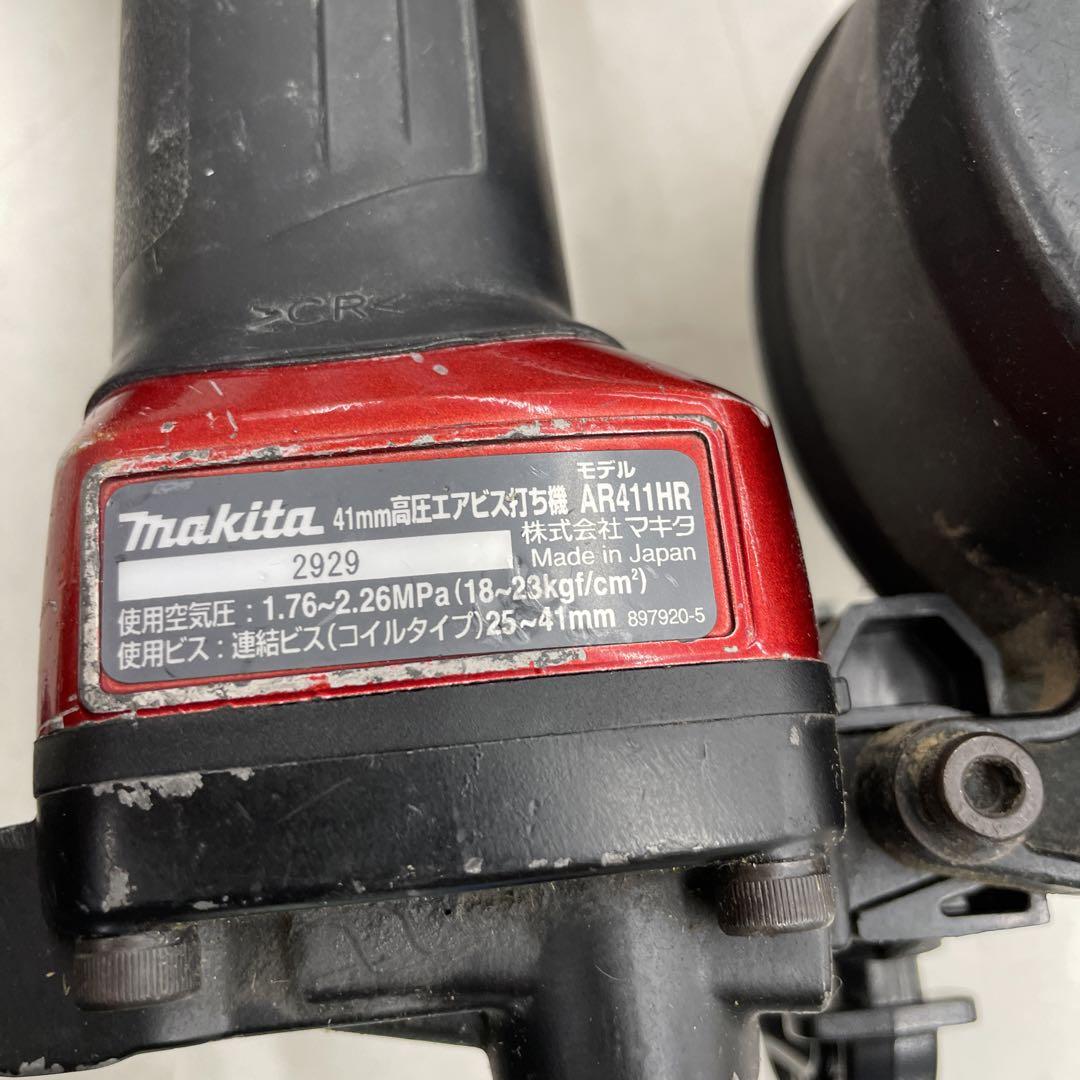 >CR<
makita 41mm高圧エアビス打ち機 モデル AR411HR
株式会社マキタ
2929
Made in Japan
使用空気圧:1.76~2.26MPa(18~23kgf/cm²)
使用ビス:連結ビス(コイルタイプ)25~41mm 897920-5